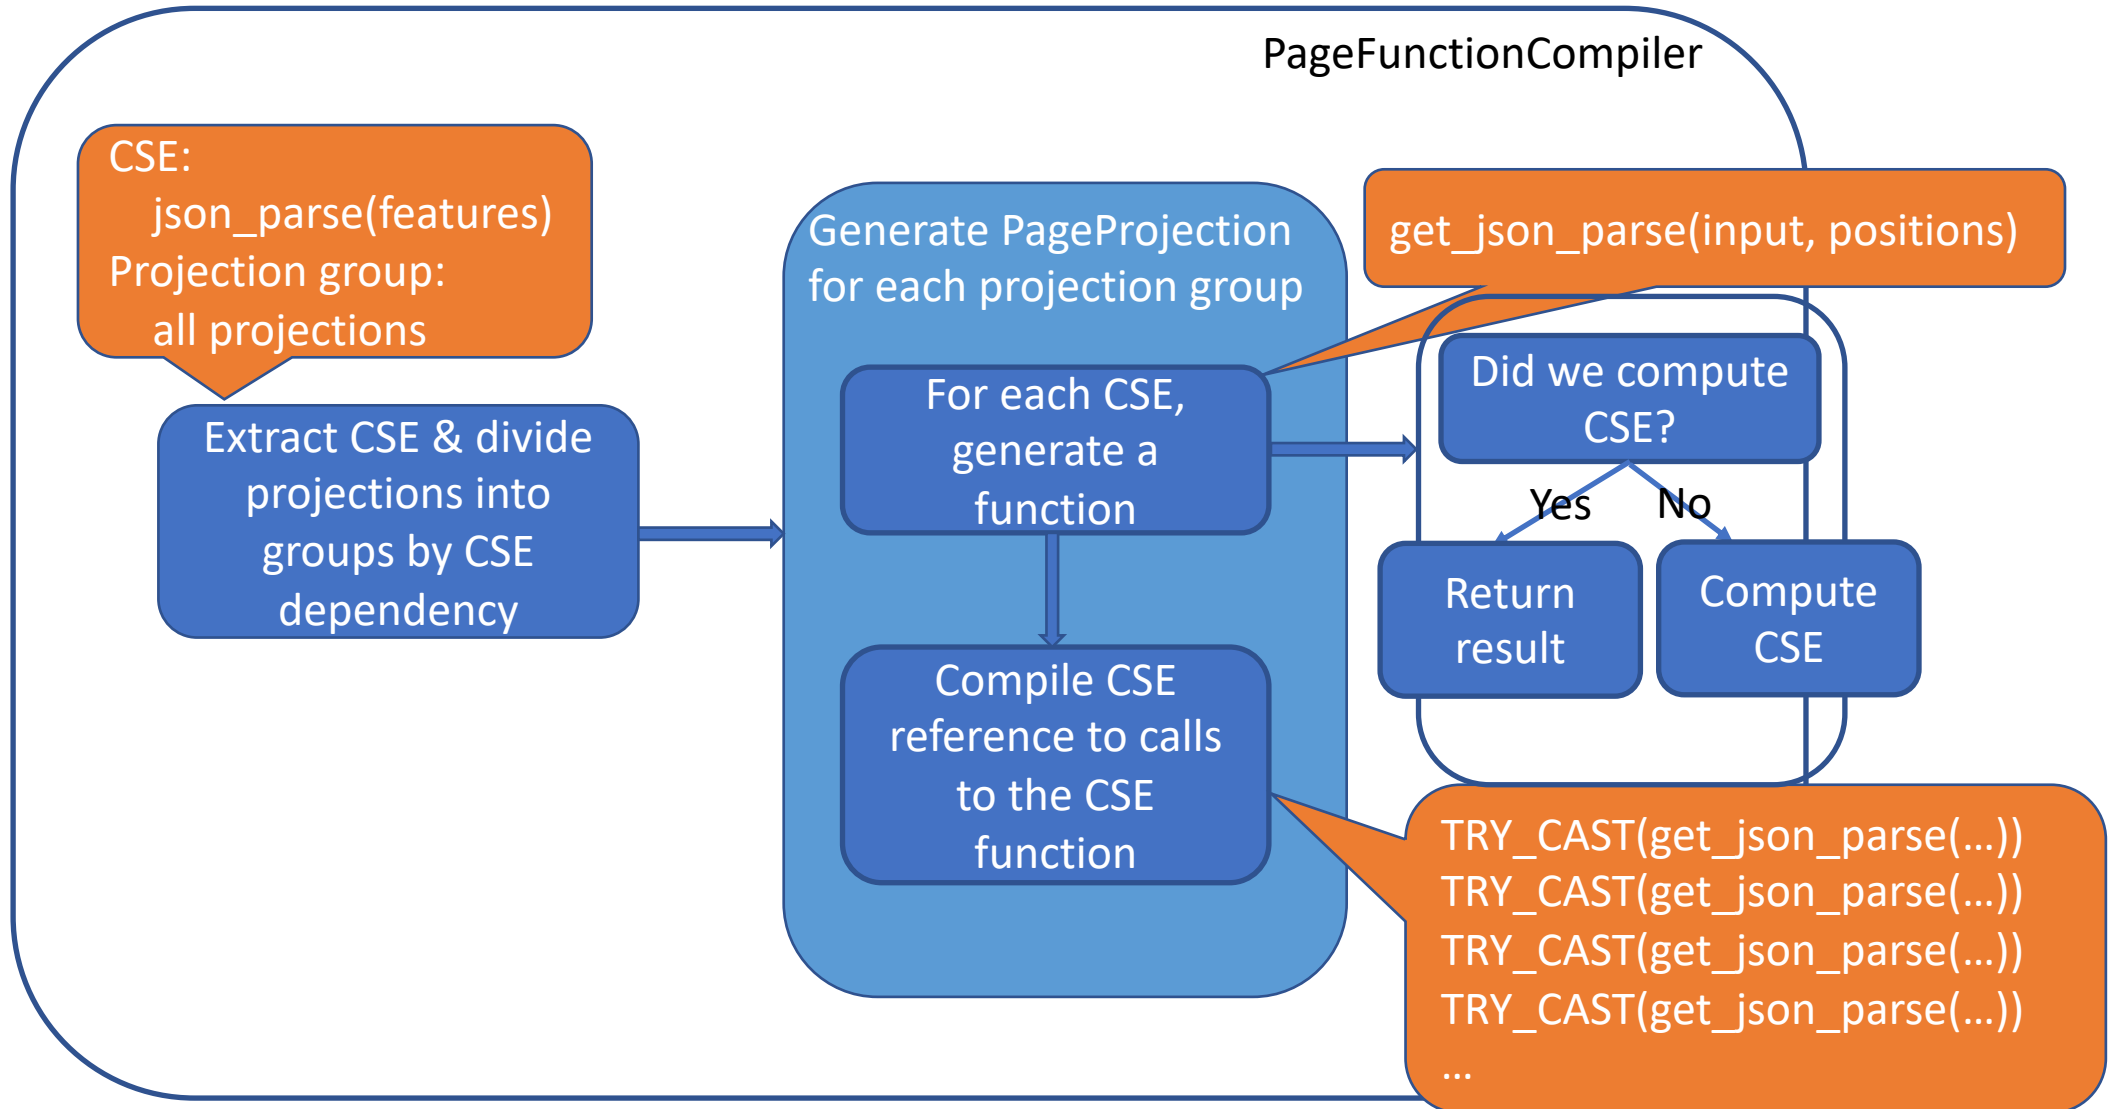 PageFunctionCompiler
CSE:
json_parse(features)
Projection group:
all projections
Extract CSE & divide
projections into
groups by CSE
dependency
Generate PageProjection
for each projection group
For each CSE,
generate a
function
Compile CSE
reference to calls
to the CSE
function
get_json_parse(input, positions)
Did we compute
CSE?
Yes
No
Return
result
Compute
CSE
TRY_CAST(get_json_parse(…))
TRY_CAST(get_json_parse(…))
TRY_CAST(get_json_parse(…))
TRY_CAST(get_json_parse(…))
…